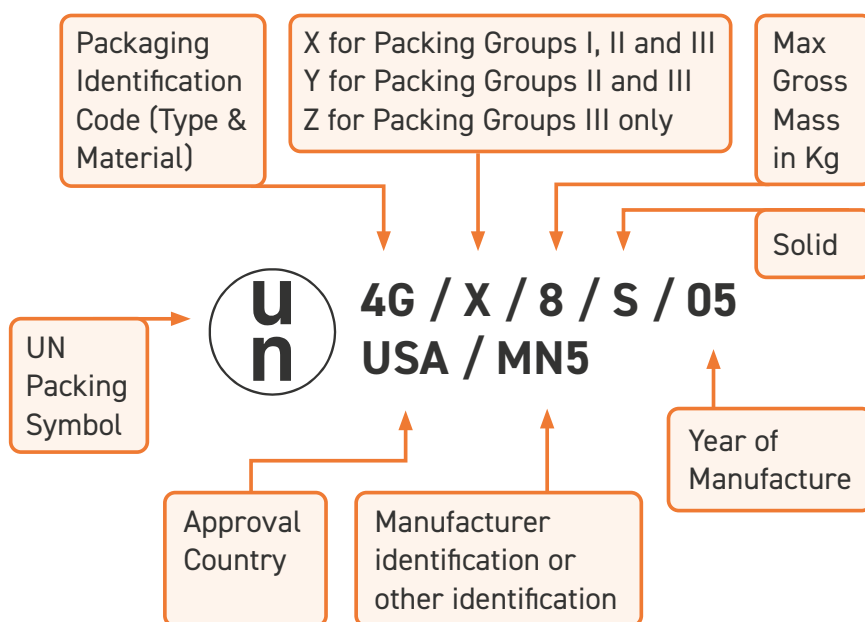 Packaging
Identification
Code (Type &
Material)
X for Packing Groups I, II and III
Y for Packing Groups II and III
Z for Packing Groups III only
Max
Gross
Mass
in Kg
Solid
u
n
4G / X / 8 / S / 05
USA / MN5
UN
Packing
Symbol
Year of
Manufacture
Approval
Country
Manufacturer
identification or
other identification